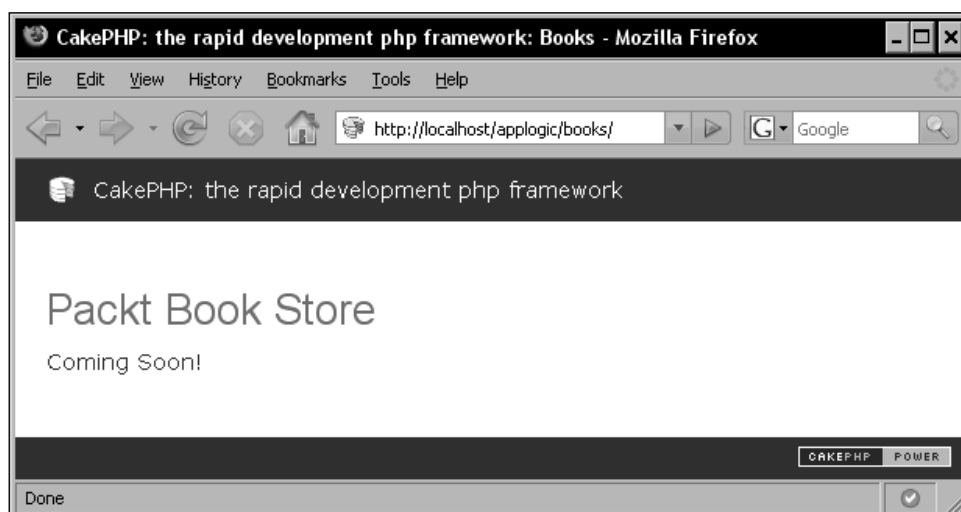 CakePHP: the rapid development php framework: Books - Mozilla Firefox
File Edit View History Bookmarks Tools Help
http://localhost/applogic/books/ G Google
CakePHP: the rapid development php framework
Packt Book Store
Coming Soon!
CAKEPHP POWER
Done